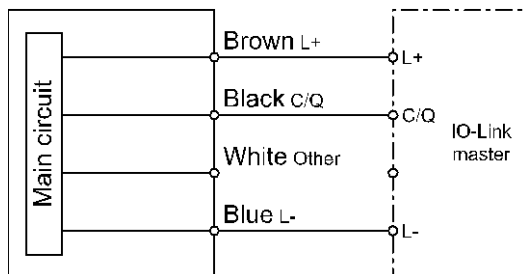 Main circuit
Brown L+
L+
Black C/Q
C/Q
White Other
Blue L-
L-
IO-Link
master